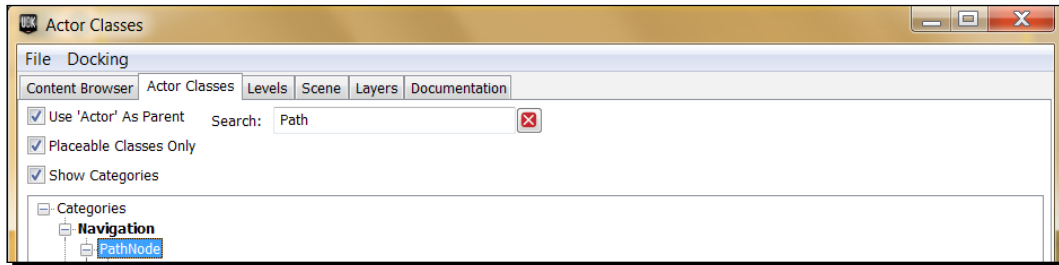 UDK Actor Classes
File Docking
Content Browser Actor Classes Levels Scene Layers Documentation
Use 'Actor' As Parent Search: Path
Placeable Classes Only
Show Categories
Categories
Navigation
PathNode